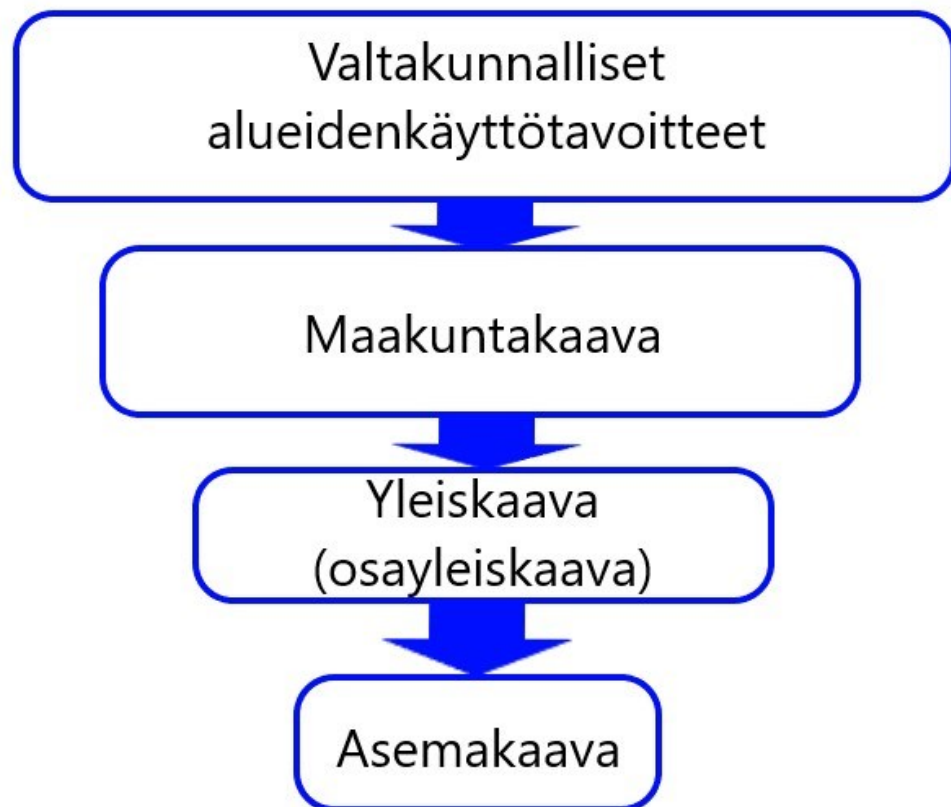 Valtakunnalliset
alueidenkäyttötavoitteet
Maakuntakaava
Yleiskaava
(osayleiskaava)
Asemakaava